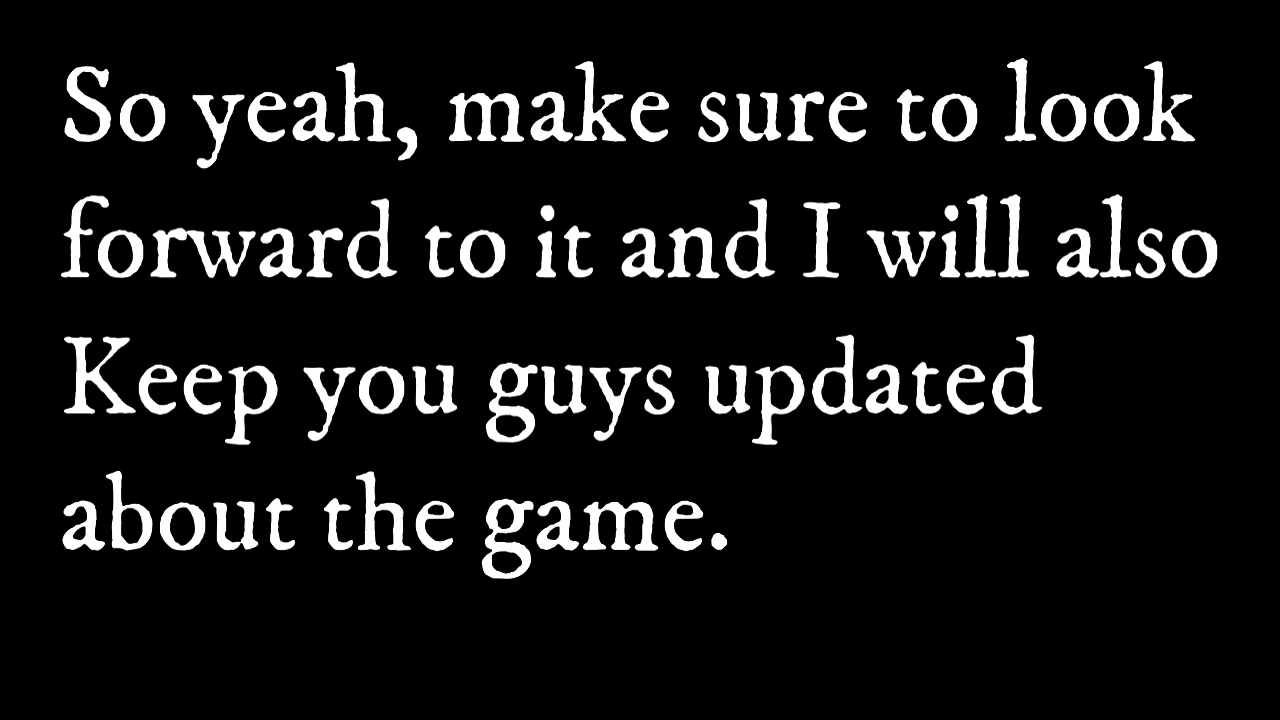 So yeah, make sure to look
forward to it and I will also
Keep you guys updated
about the game.